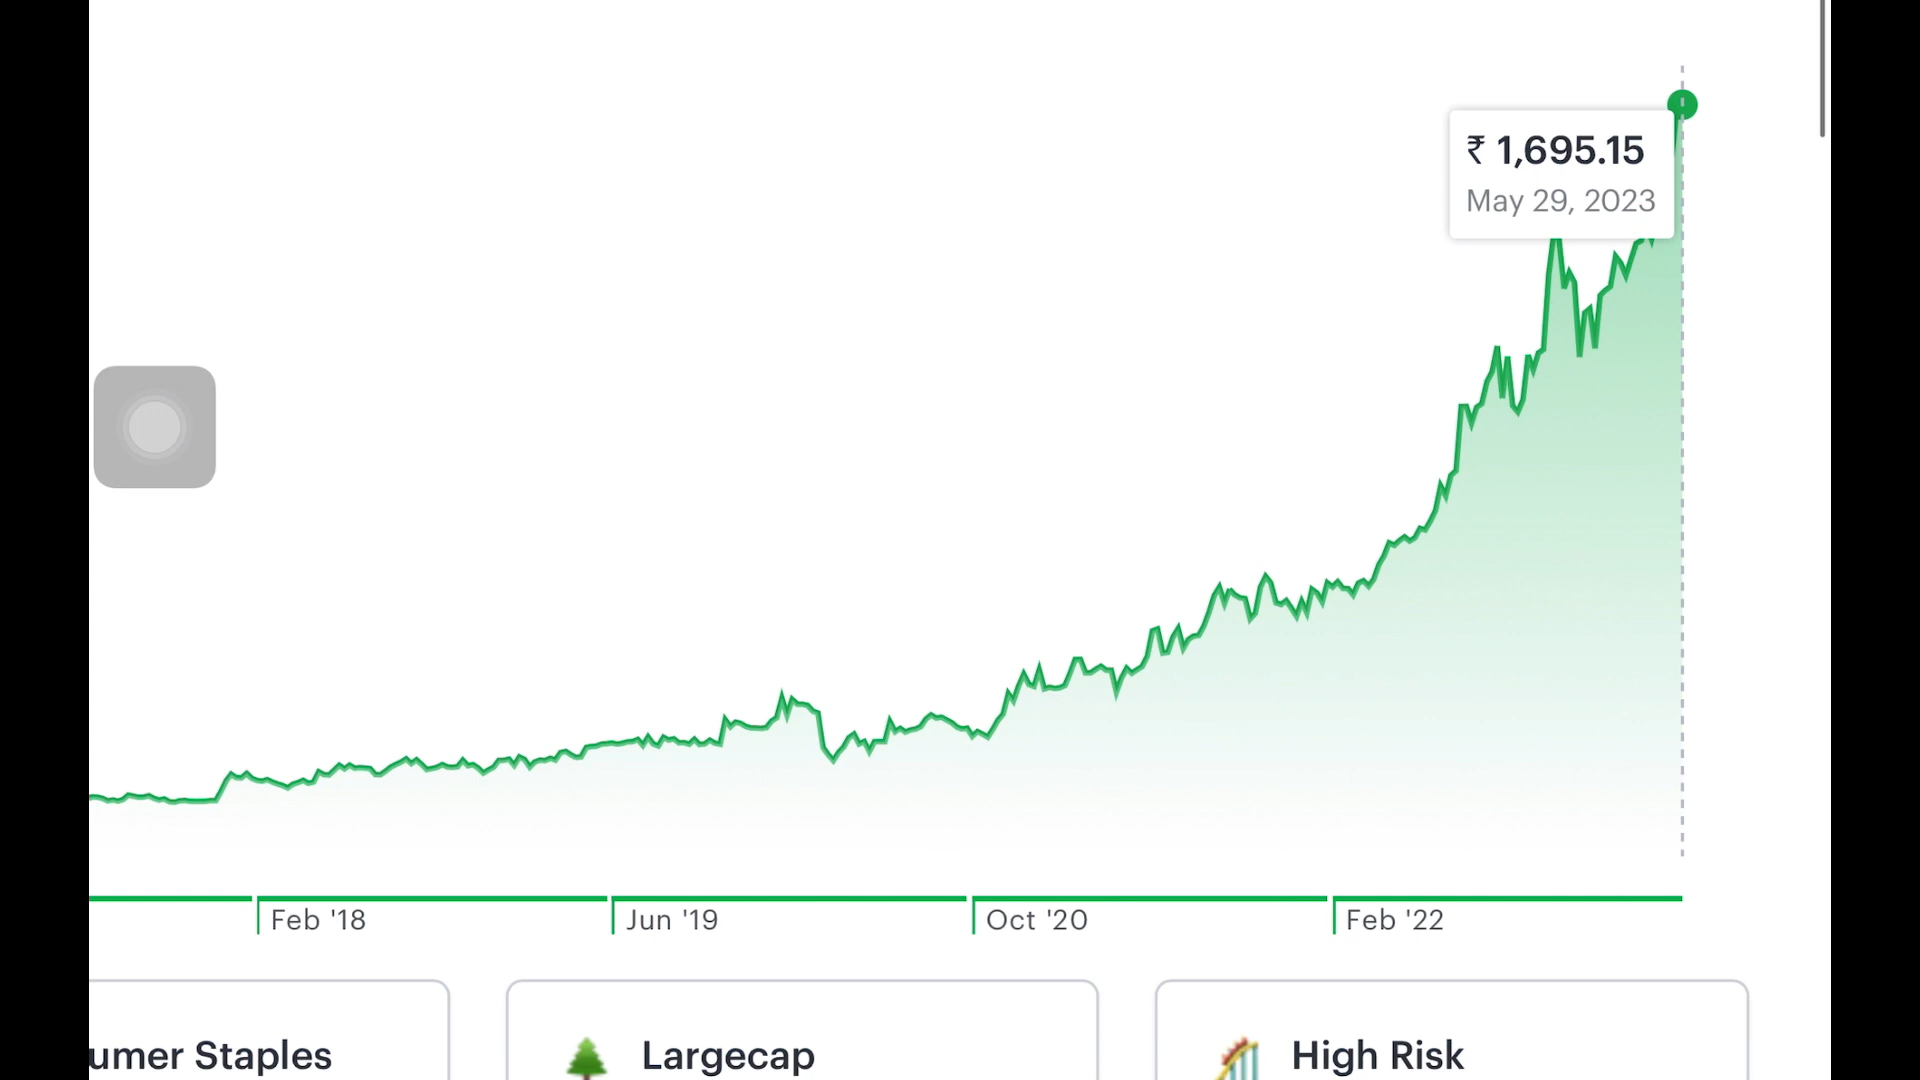 ₹ 1,695.15
May 29, 2023
Feb '18
Jun '19
Oct '20
Feb '22
umer Staples
Largecap
High Risk